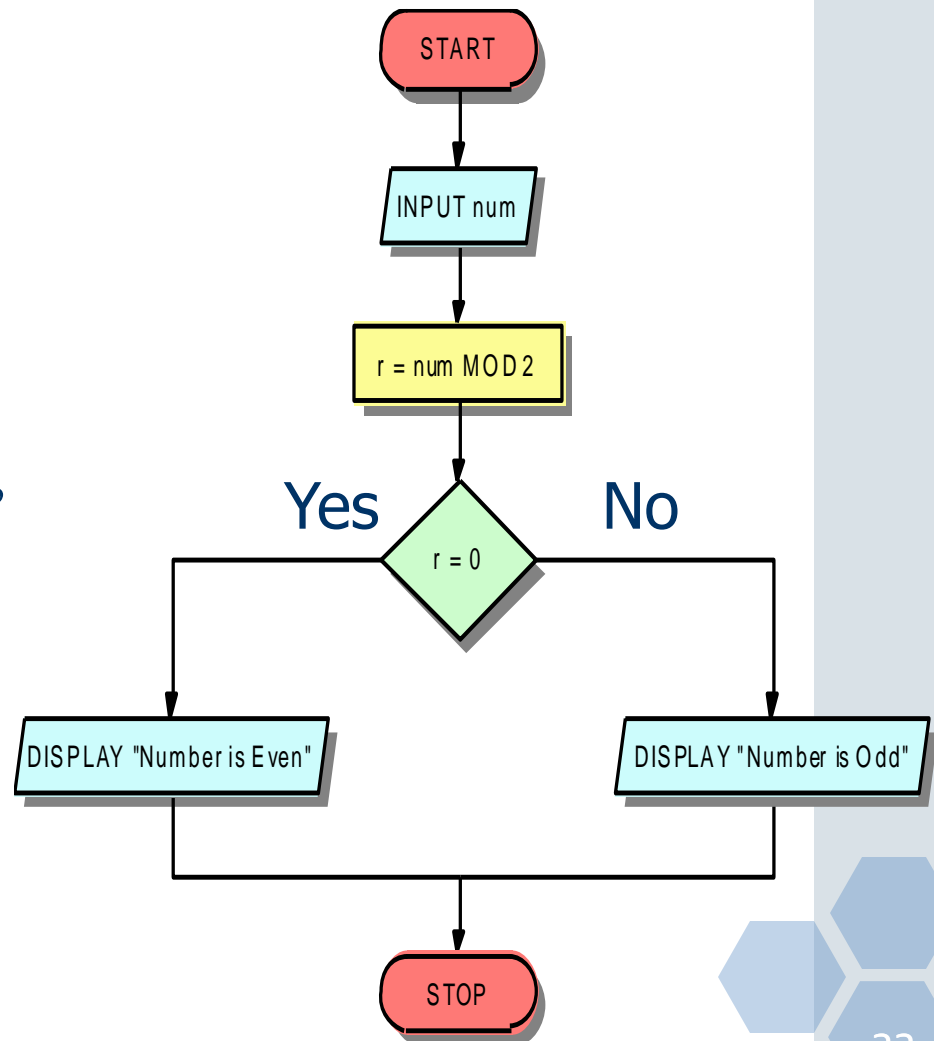 START
INPUT num
r = num MOD 2
Yes
No
r = 0
DISPLAY "Number is Even"
DISPLAY "Number is Odd"
STOP